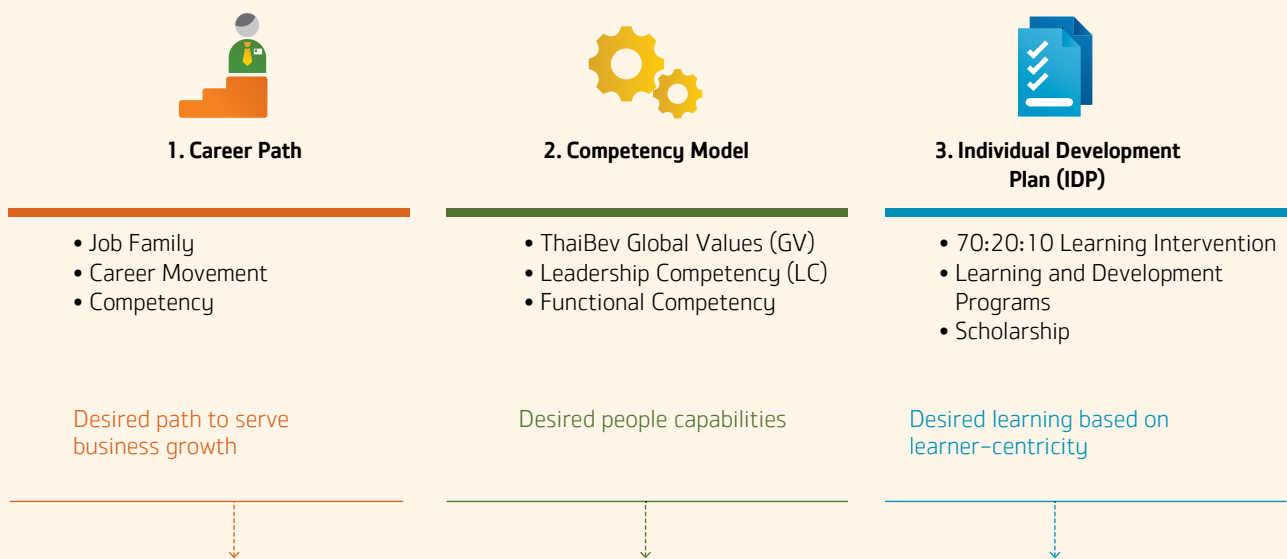 1. Career Path
• Job Family
• Career Movement
• Competency
Desired path to serve
business growth
2. Competency Model
• ThaiBev Global Values (GV)
• Leadership Competency (LC)
• Functional Competency
Desired people capabilities
3. Individual Development
Plan (IDP)
• 70:20:10 Learning Intervention
• Learning and Development
Programs
• Scholarship
Desired learning based on
learner-centricity